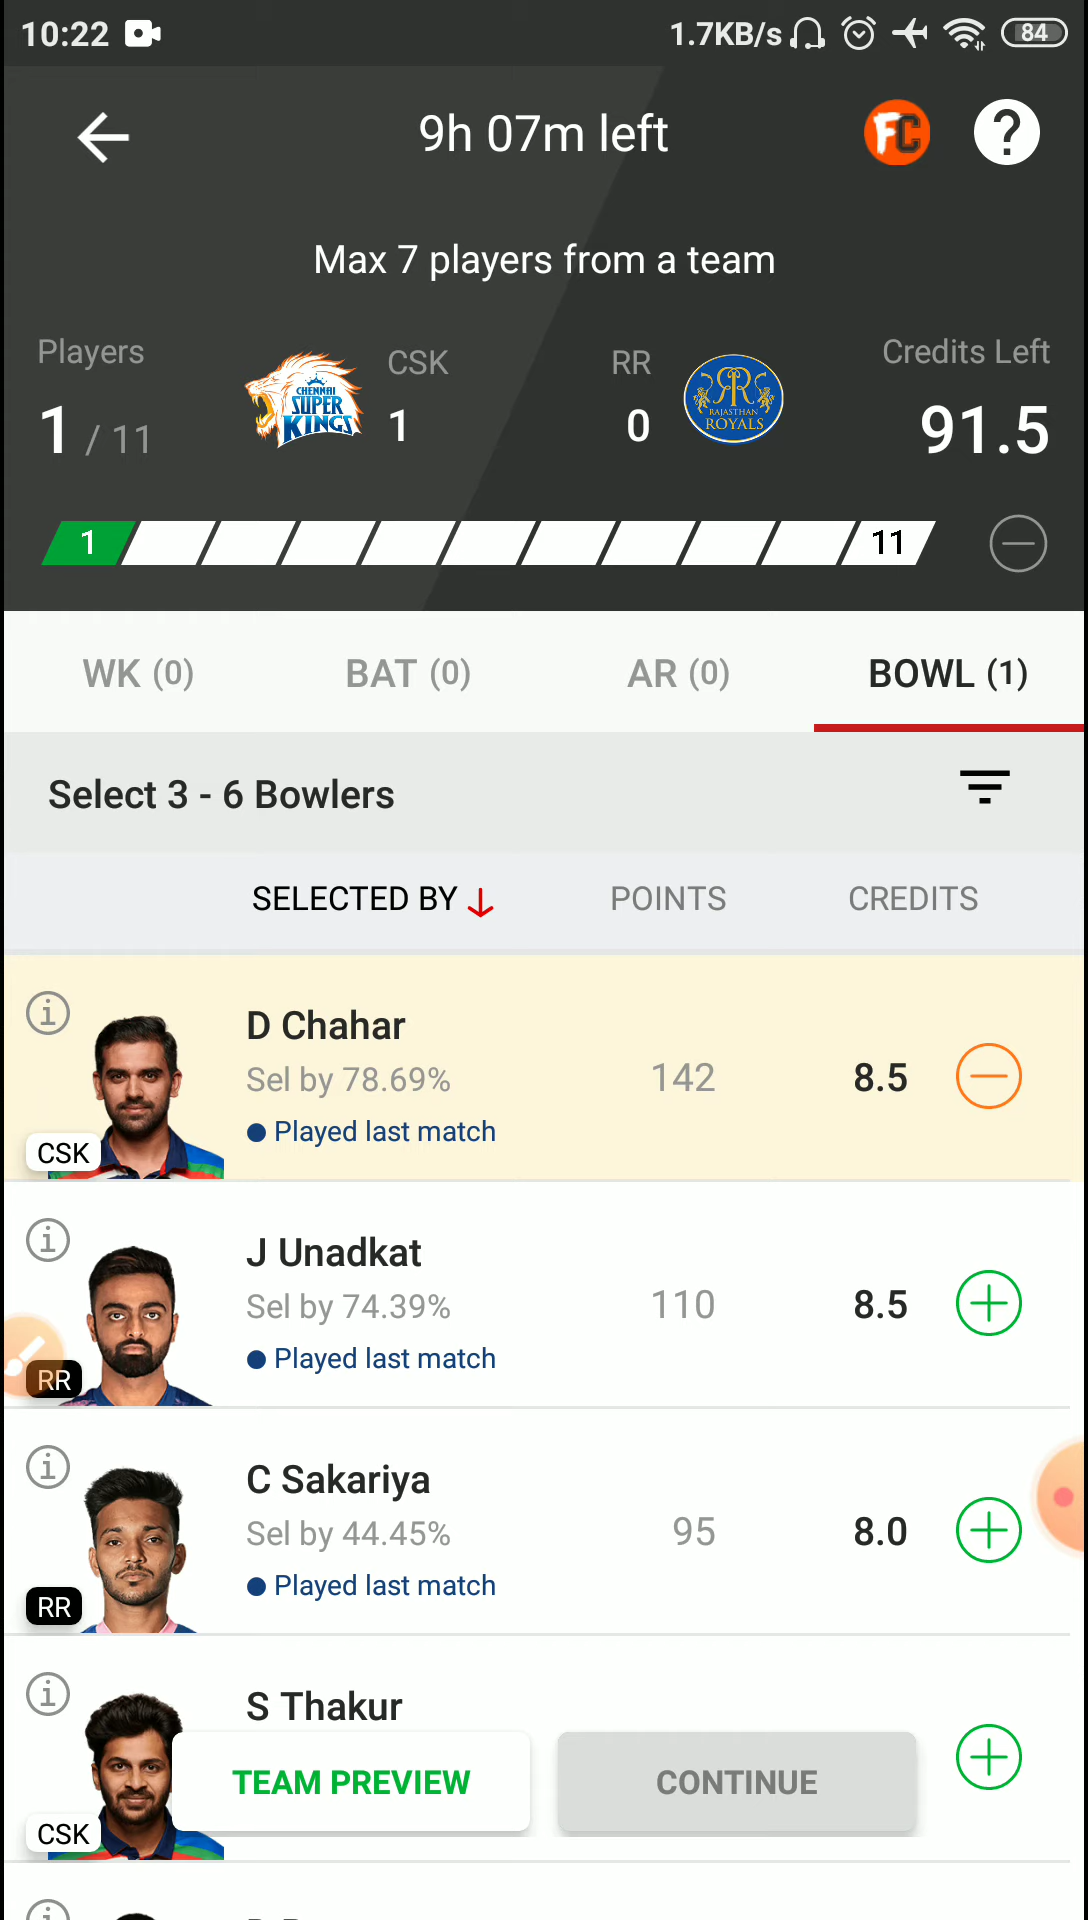 10:22 1.7KB/s 84
9h 07m left FC ?
Max 7 players from a team
Players CSK RR Credits Left
1 / 11 CHENNAI SUPER KINGS 1 0 RAJASTHAN ROYALS 91.5
1 11
WK (0) BAT (0) AR (0) BOWL (1)
Select 3 - 6 Bowlers
SELECTED BY POINTS CREDITS
D Chahar
Sel by 78.69% 142 8.5
Played last match
CSK
J Unadkat
Sel by 74.39% 110 8.5
Played last match
RR
C Sakariya
Sel by 44.45% 95 8.0
Played last match
RR
S Thakur
TEAM PREVIEW CONTINUE
CSK